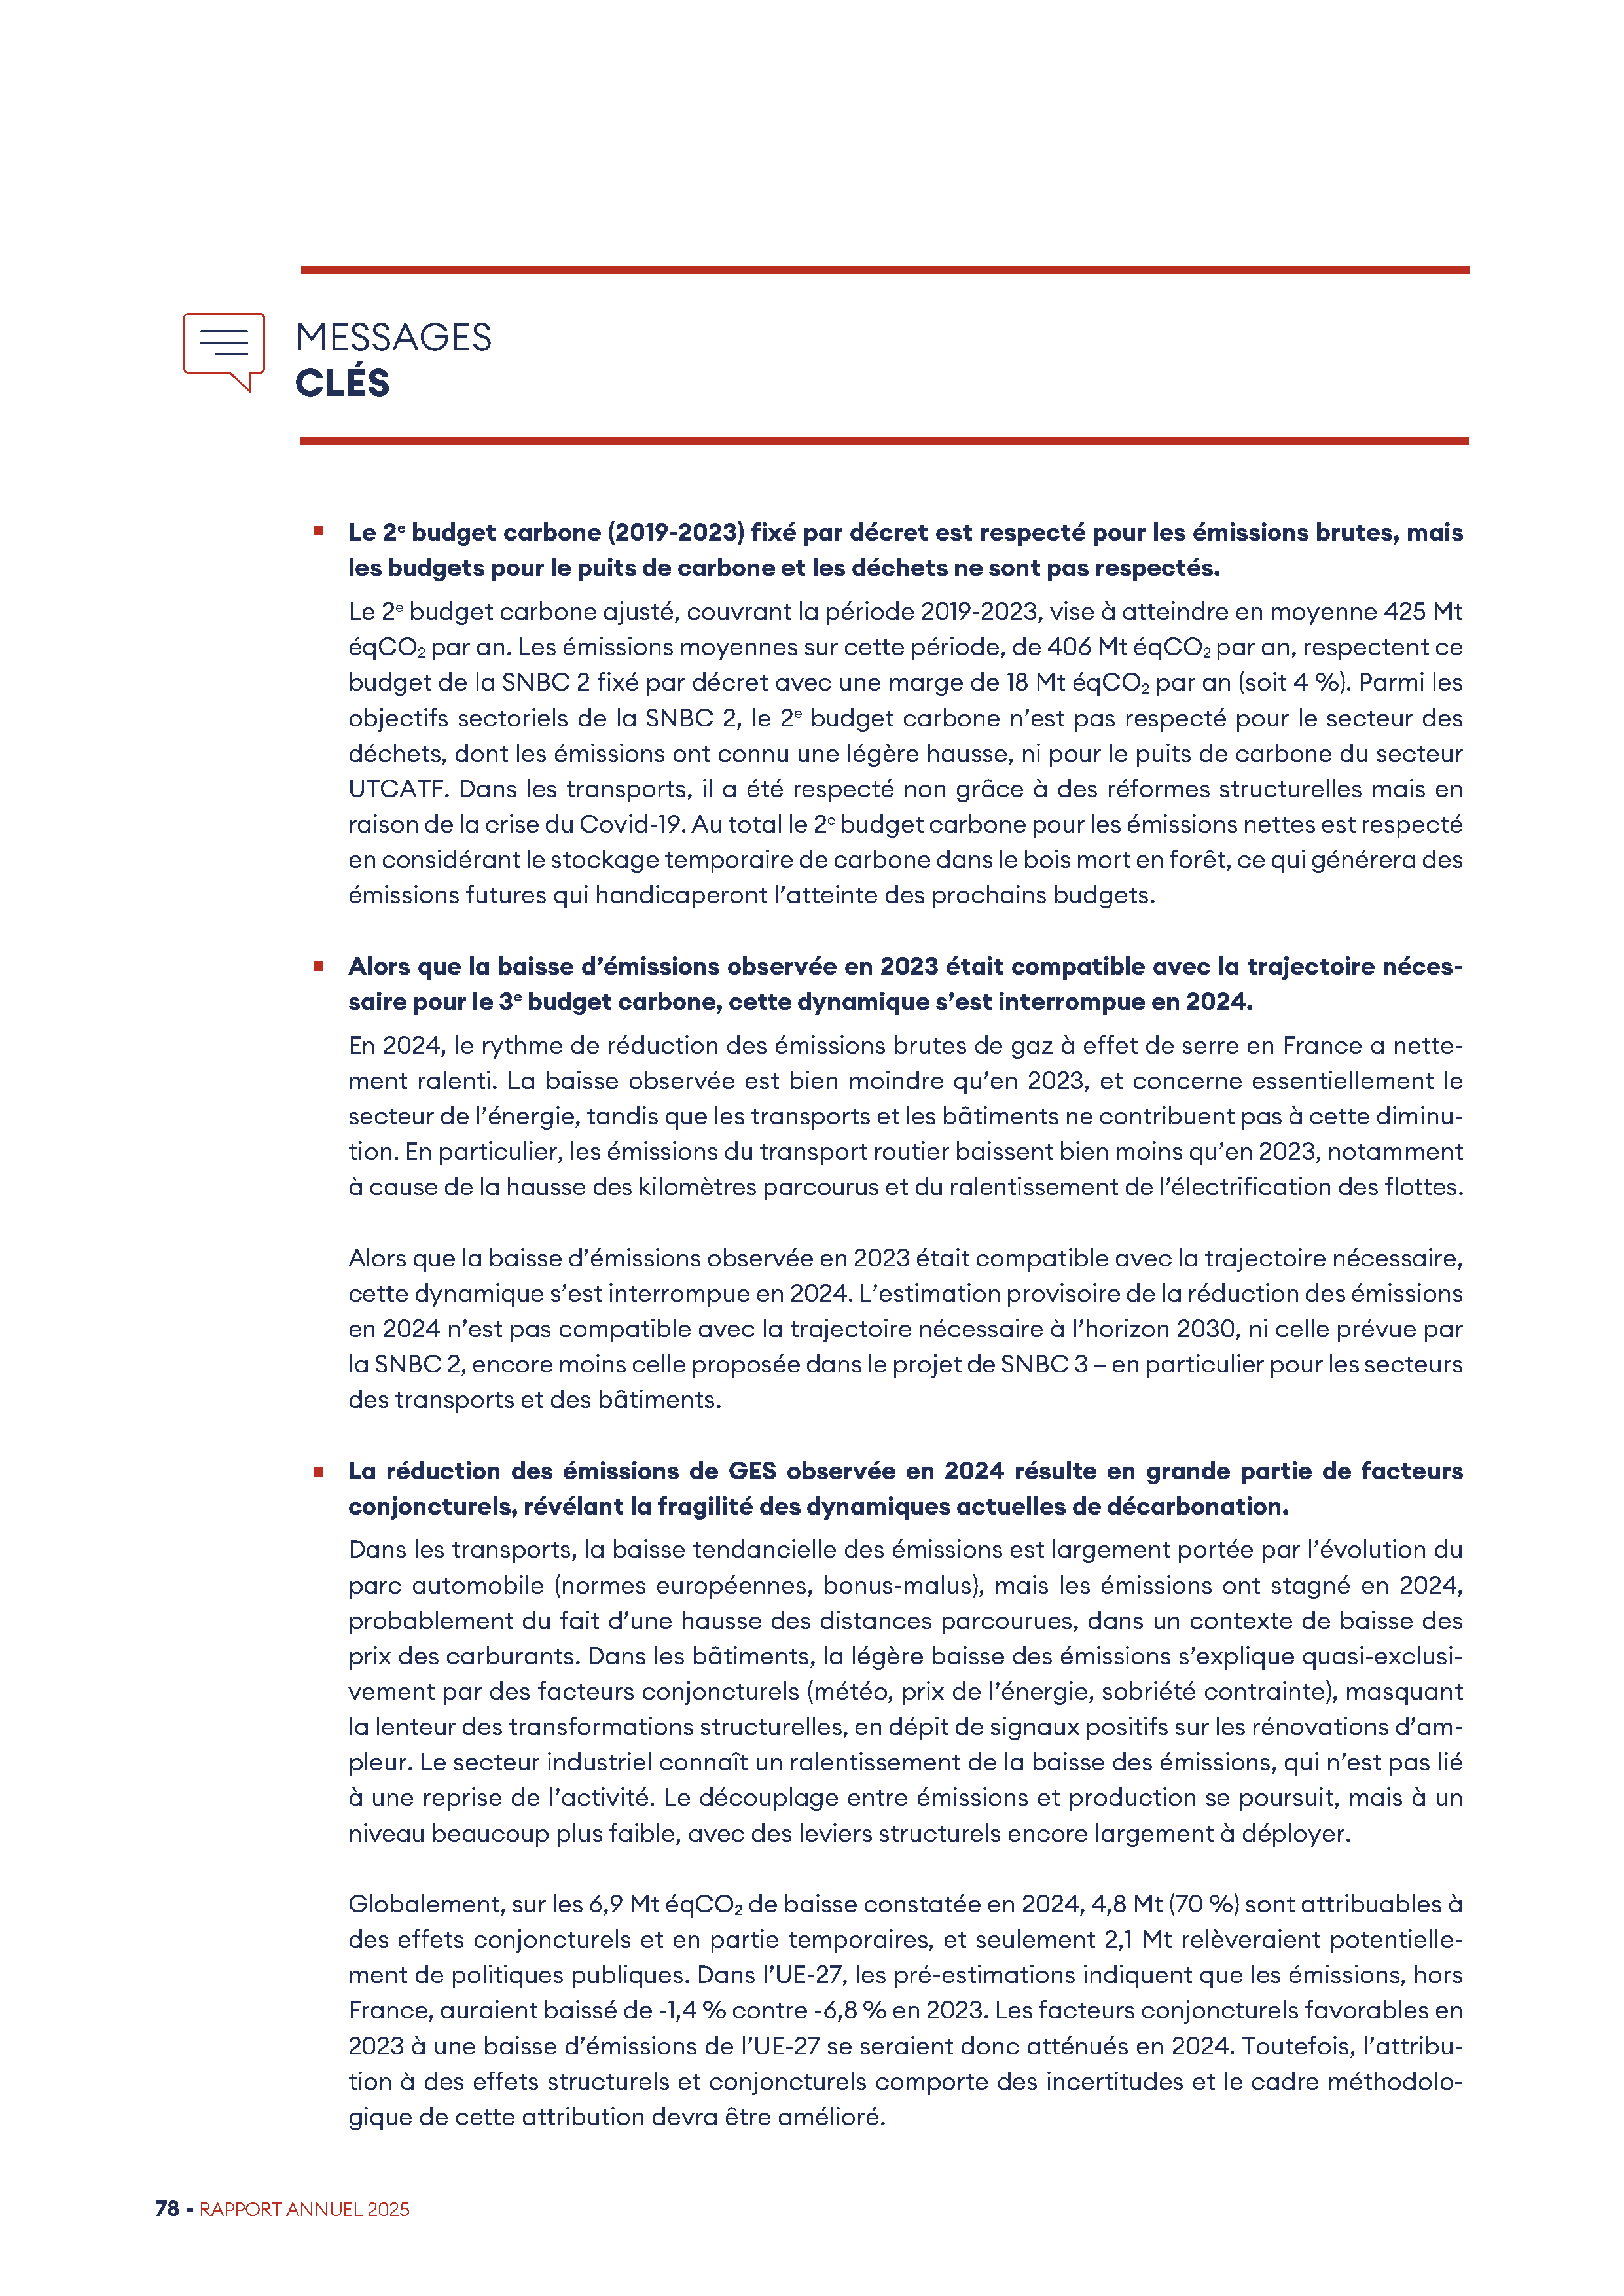 MESSAGES
CLÉS
Le 2e budget carbone (2019-2023) fixé par décret est respecté pour les émissions brutes, mais
les budgets pour le puits de carbone et les déchets ne sont pas respectés.
Le 2e budget carbone ajusté, couvrant la période 2019-2023, vise à atteindre en moyenne 425 Mt
éqCO₂ par an. Les émissions moyennes sur cette période, de 406 Mt éqCO₂ par an, respectent ce
budget de la SNBC 2 fixé par décret avec une marge de 18 Mt éqCO₂ par an (soit 4 %). Parmi les
objectifs sectoriels de la SNBC 2, le 2e budget carbone n’est pas respecté pour le secteur des
déchets, dont les émissions ont connu une légère hausse, ni pour le puits de carbone du secteur
UTCATF. Dans les transports, il a été respecté non grâce à des réformes structurelles mais en
raison de la crise du Covid-19. Au total le 2e budget carbone pour les émissions nettes est respecté
en considérant le stockage temporaire de carbone dans le bois mort en forêt, ce qui générera des
émissions futures qui handicaperont l’atteinte des prochains budgets.
Alors que la baisse d’émissions observée en 2023 était compatible avec la trajectoire néces-
saire pour le 3e budget carbone, cette dynamique s’est interrompue en 2024.
En 2024, le rythme de réduction des émissions brutes de gaz à effet de serre en France a nette-
ment ralenti. La baisse observée est bien moindre qu’en 2023, et concerne essentiellement le
secteur de l’énergie, tandis que les transports et les bâtiments ne contribuent pas à cette diminu-
tion. En particulier, les émissions du transport routier baissent bien moins qu’en 2023, notamment
à cause de la hausse des kilomètres parcourus et du ralentissement de l’électrification des flottes.
Alors que la baisse d’émissions observée en 2023 était compatible avec la trajectoire nécessaire,
cette dynamique s’est interrompue en 2024. L’estimation provisoire de la réduction des émissions
en 2024 n’est pas compatible avec la trajectoire nécessaire à l’horizon 2030, ni celle prévue par
la SNBC 2, encore moins celle proposée dans le projet de SNBC 3 – en particulier pour les secteurs
des transports et des bâtiments.
La réduction des émissions de GES observée en 2024 résulte en grande partie de facteurs
conjoncturels, révélant la fragilité des dynamiques actuelles de décarbonation.
Dans les transports, la baisse tendancielle des émissions est largement portée par l’évolution du
parc automobile (normes européennes, bonus-malus), mais les émissions ont stagné en 2024,
probablement du fait d’une hausse des distances parcourues, dans un contexte de baisse des
prix des carburants. Dans les bâtiments, la légère baisse des émissions s’explique quasi-exclusi-
vement par des facteurs conjoncturels (météo, prix de l’énergie, sobriété contrainte), masquant
la lenteur des transformations structurelles, en dépit de signaux positifs sur les rénovations d’am-
pleur. Le secteur industriel connaît un ralentissement de la baisse des émissions, qui n’est pas lié
à une reprise de l’activité. Le découplage entre émissions et production se poursuit, mais à un
niveau beaucoup plus faible, avec des leviers structurels encore largement à déployer.
Globalement, sur les 6,9 Mt éqCO₂ de baisse constatée en 2024, 4,8 Mt (70 %) sont attribuables à
des effets conjoncturels et en partie temporaires, et seulement 2,1 Mt relèveraient potentielle-
ment de politiques publiques. Dans l’UE-27, les pré-estimations indiquent que les émissions, hors
France, auraient baissé de -1,4 % contre -6,8 % en 2023. Les facteurs conjoncturels favorables en
2023 à une baisse d’émissions de l’UE-27 se seraient donc atténués en 2024. Toutefois, l’attribu-
tion à des effets structurels et conjoncturels comporte des incertitudes et le cadre méthodolo-
gique de cette attribution devra être amélioré.
78 - RAPPORT ANNUEL 2025